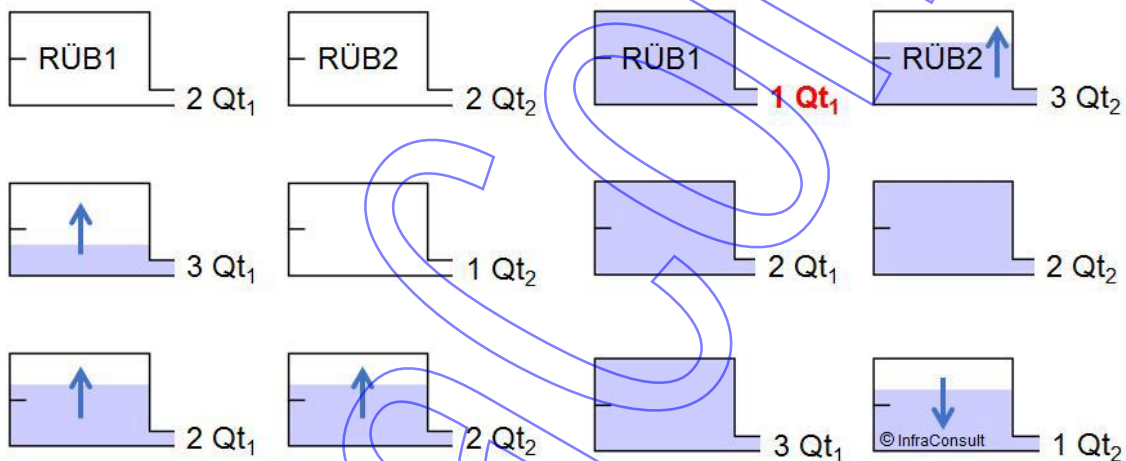 RÜB1 2 Qt₁ RÜB2 2 Qt₂ RÜB1 1 Qt₁ RÜB2 3 Qt₂
3 Qt₁ 1 Qt₂ 2 Qt₁ 2 Qt₂
2 Qt₁ 2 Qt₂ 3 Qt₁ © InfraConsult 1 Qt₂